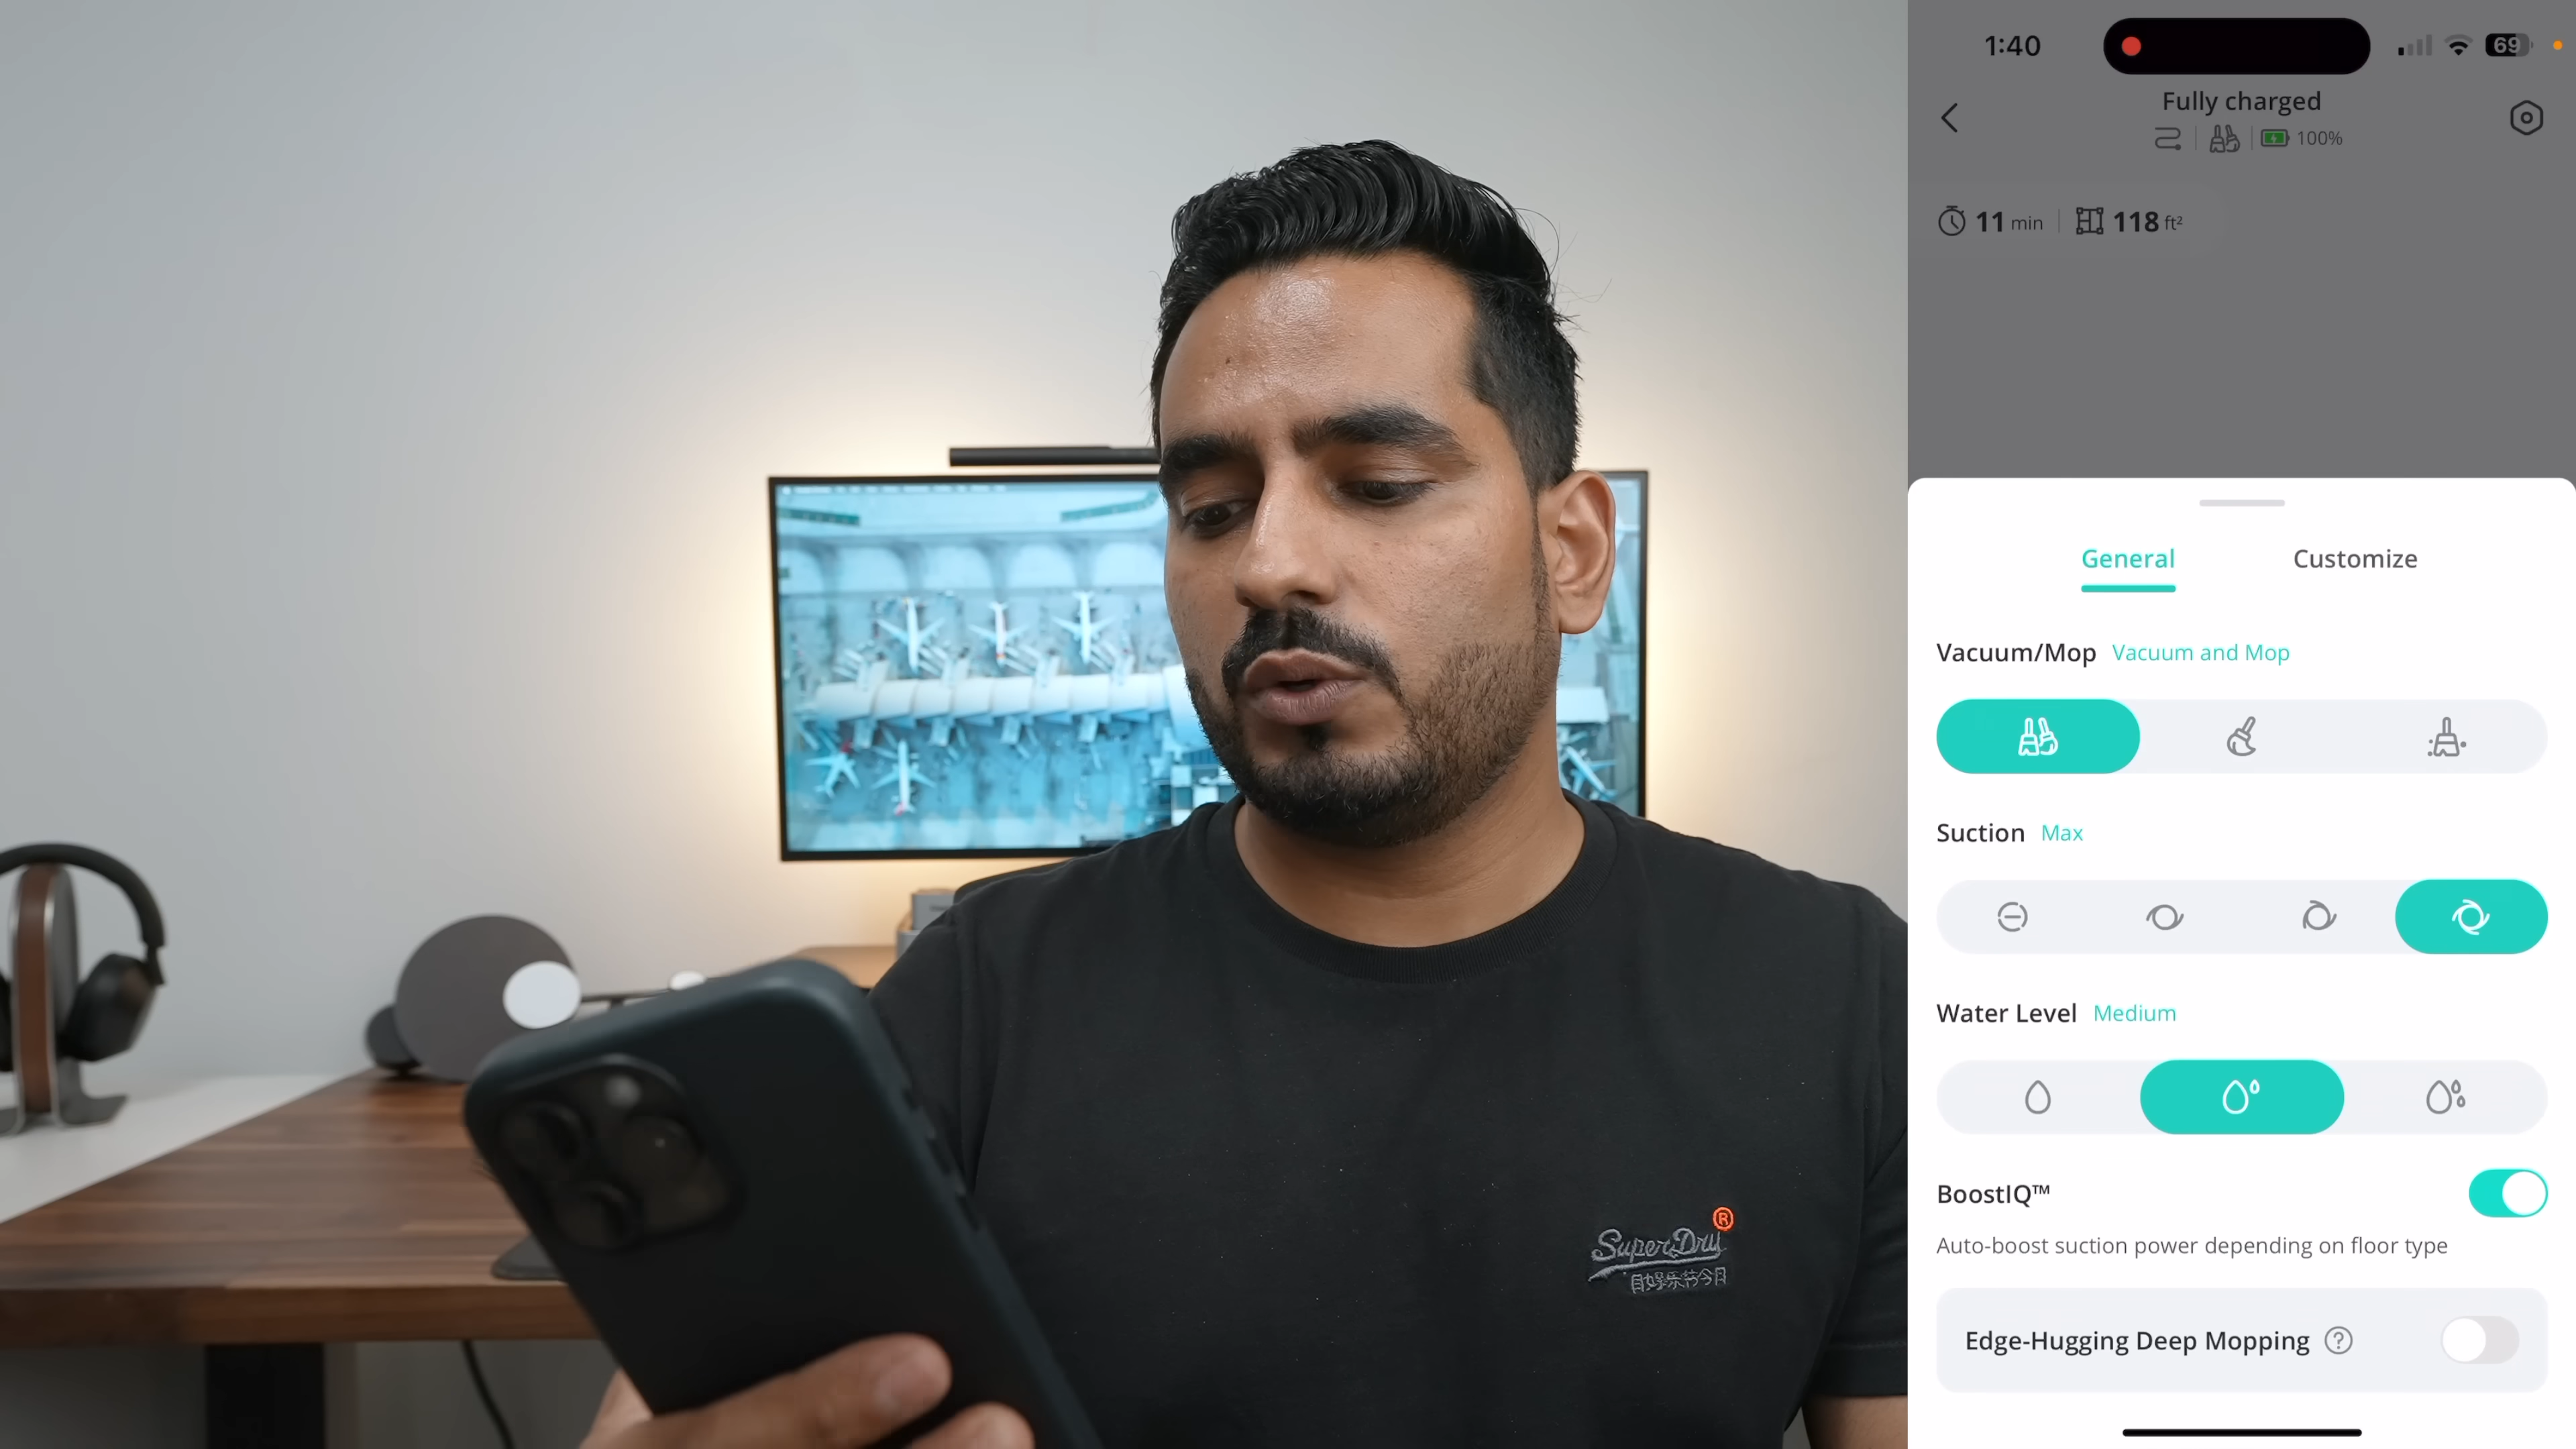 1:40
69
Fully charged
100%
11 min
118 ft²
General
Customize
Vacuum/Mop Vacuum and Mop
Suction Max
Water Level Medium
BoostIQ™
Auto-boost suction power depending on floor type
Edge-Hugging Deep Mopping ?
SuperDry®